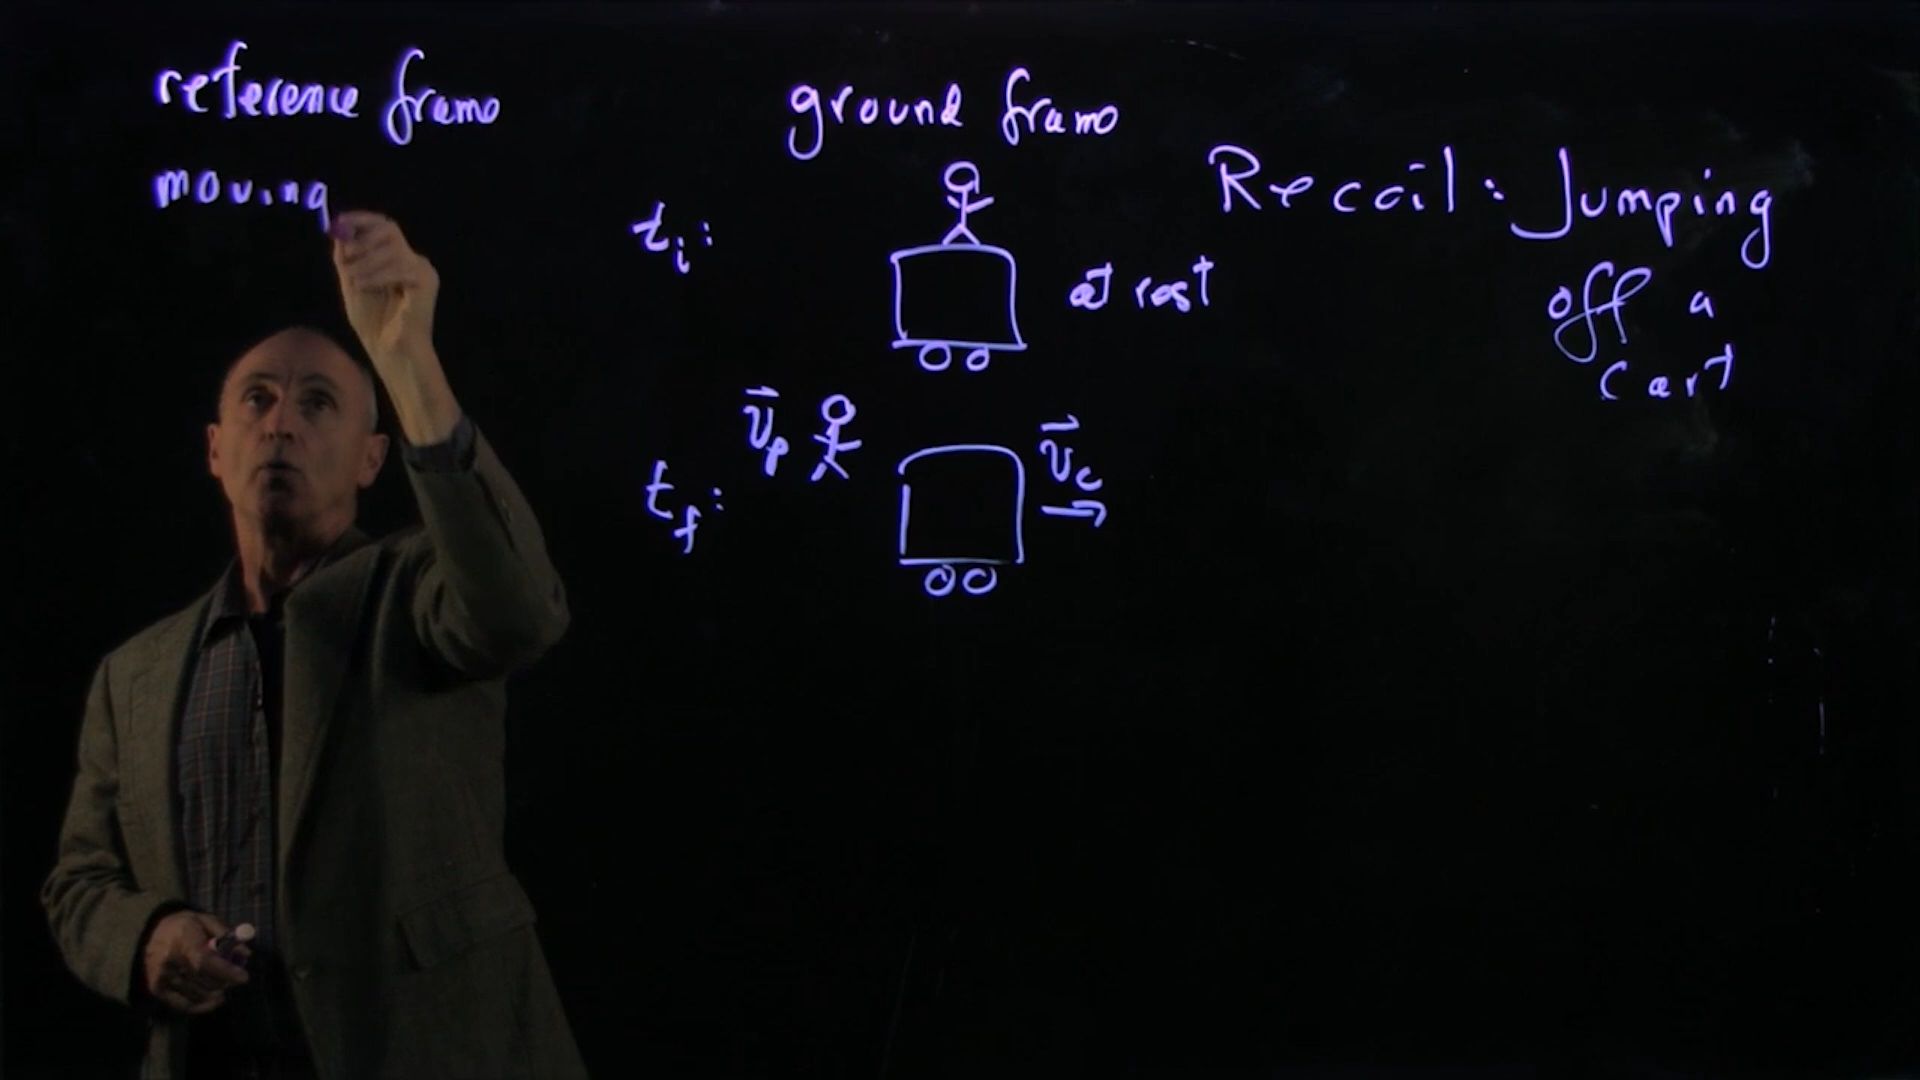 reference frame
moving
ground frame
t_i:
at rest
t_f:
v⃗_p
v⃗_c
Recoil: Jumping
off a
cart